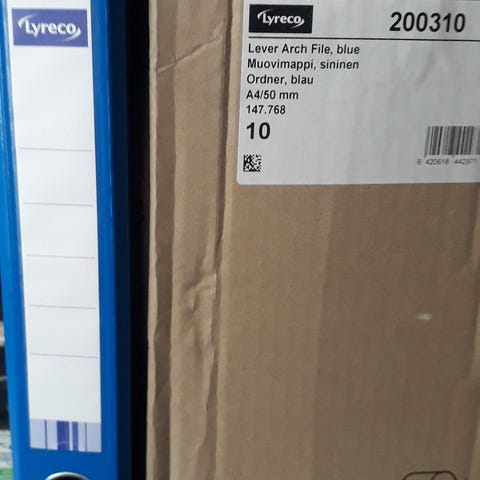 Lyreco
Lyreco 200310
Lever Arch File, blue
Muovimappi, sininen
Ordner, blau
A4/50 mm
147.768
10
6 420618 442971